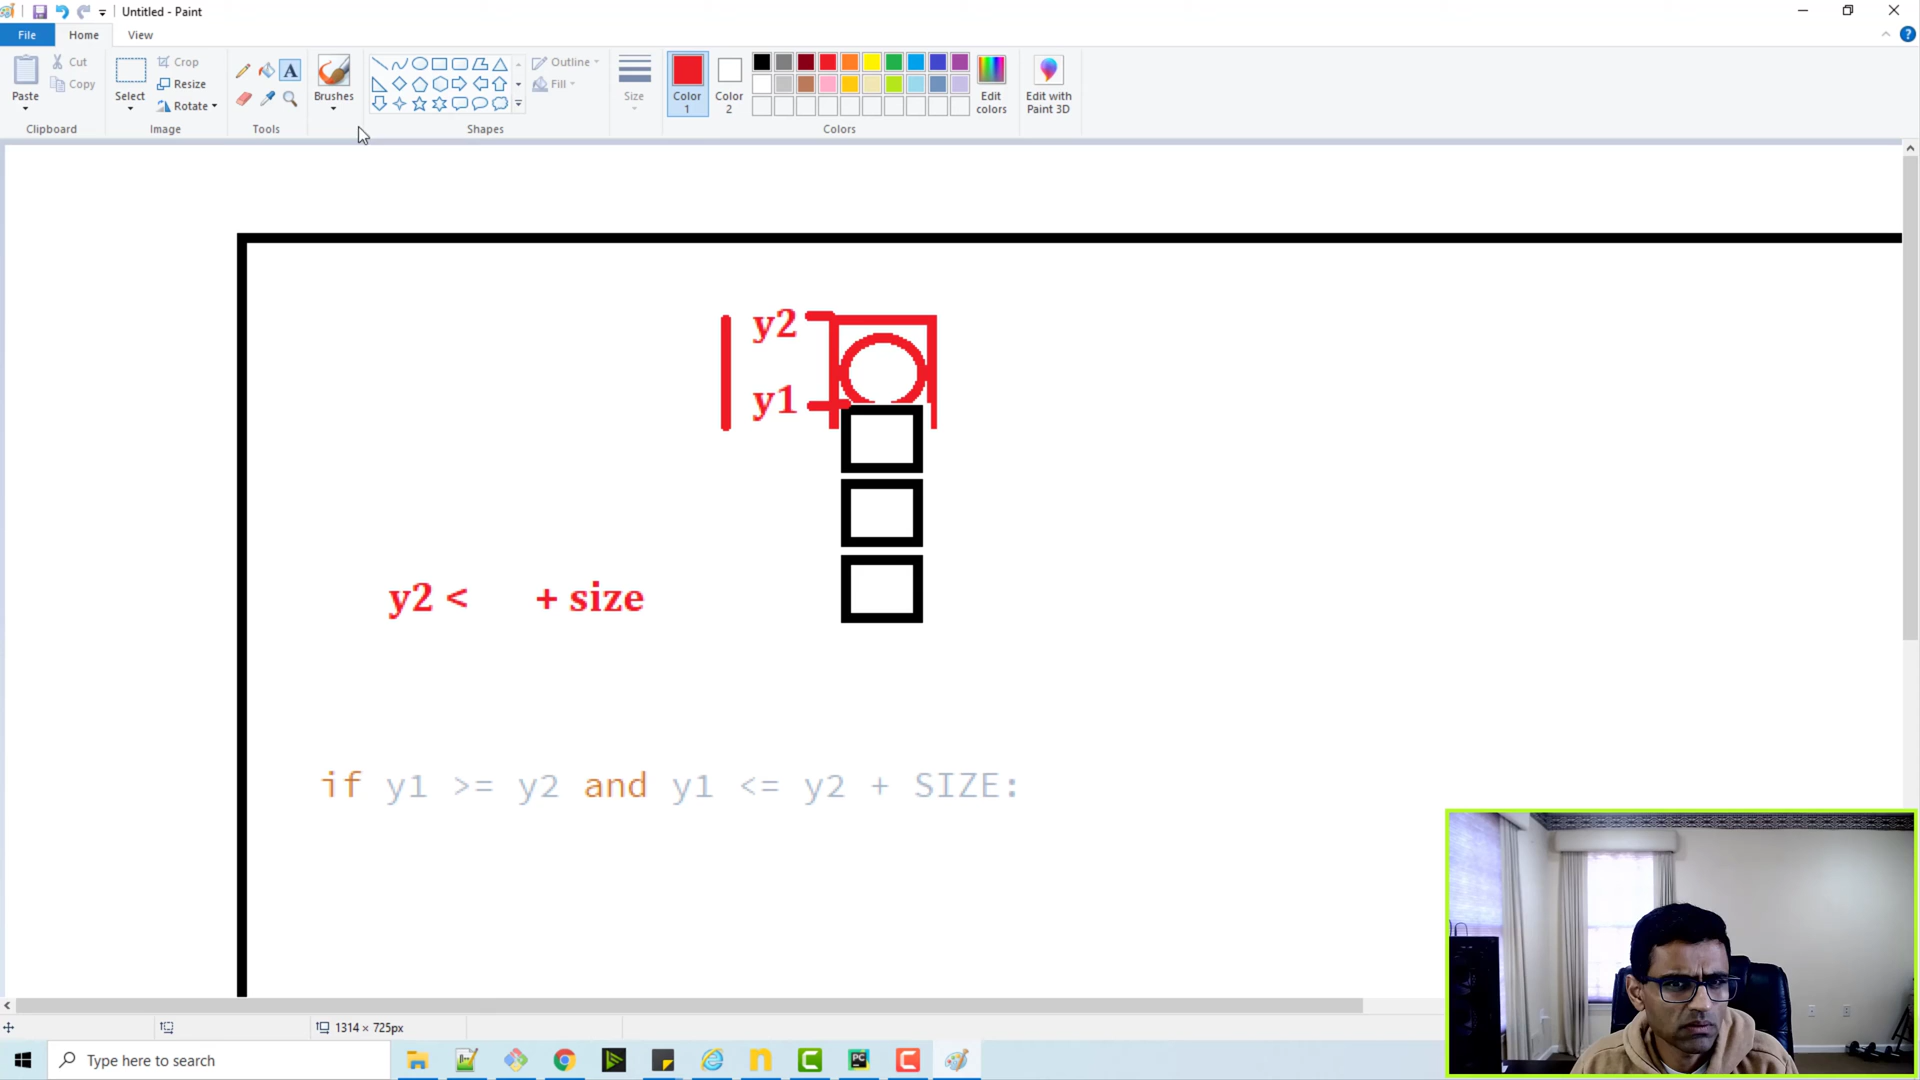 Untitled - Paint
File Home View
Paste Cut Copy Clipboard
Select Crop Resize Rotate Image
A Tools
Brushes
Outline Fill Shapes
Size
Color 1 Color 2 Edit colors Colors
Edit with Paint 3D
y2
y1
y2 < + size
if y1 >= y2 and y1 <= y2 + SIZE:
1314 × 725px
Type here to search